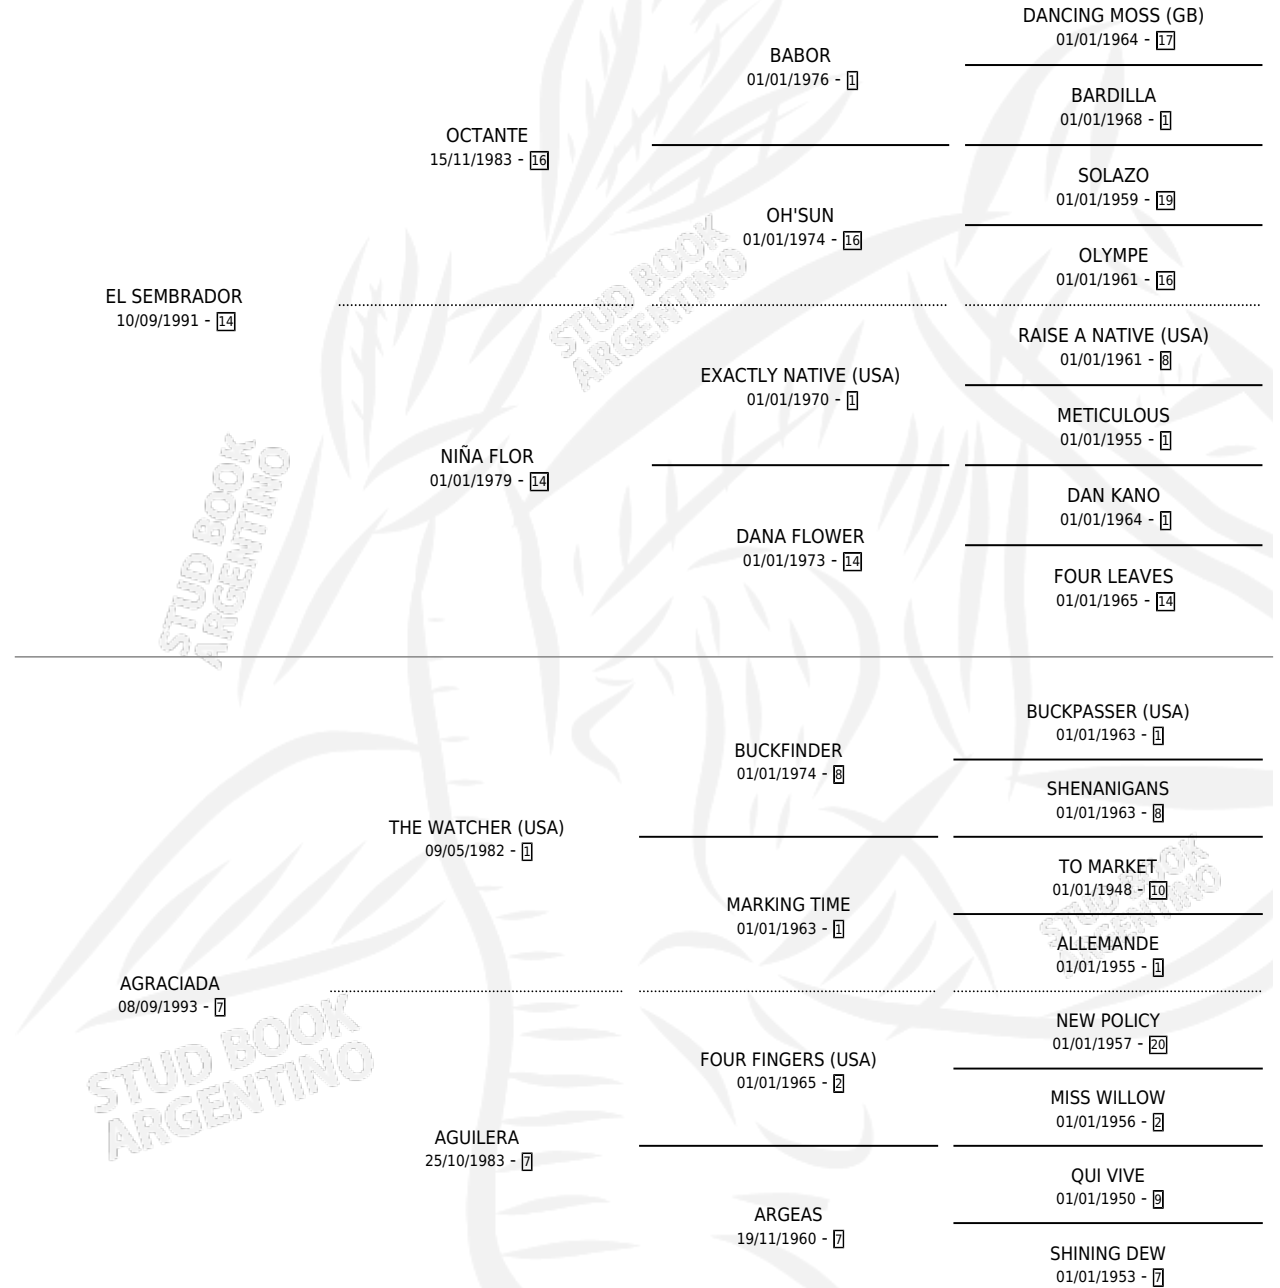 DANCING MOSS (GB)
01/01/1964 - 17
BABOR
01/01/1976 - 1
BARDILLA
01/01/1968 - 1
OCTANTE
15/11/1983 - 16
SOLAZO
01/01/1959 - 19
OH'SUN
01/01/1974 - 16
OLYMPE
01/01/1961 - 16
EL SEMBRADOR
10/09/1991 - 14
RAISE A NATIVE (USA)
01/01/1961 - 8
EXACTLY NATIVE (USA)
01/01/1970 - 1
METICULOUS
01/01/1955 - 1
NIÑA FLOR
01/01/1979 - 14
DAN KANO
01/01/1964 - 1
DANA FLOWER
01/01/1973 - 14
FOUR LEAVES
01/01/1965 - 14
BUCKPASSER (USA)
01/01/1963 - 1
BUCKFINDER
01/01/1974 - 8
SHENANIGANS
01/01/1963 - 8
THE WATCHER (USA)
09/05/1982 - 1
TO MARKET
01/01/1948 - 10
MARKING TIME
01/01/1963 - 1
ALLEMANDE
01/01/1955 - 1
AGRACIADA
08/09/1993 - 7
NEW POLICY
01/01/1957 - 20
FOUR FINGERS (USA)
01/01/1965 - 2
MISS WILLOW
01/01/1956 - 2
AGUILERA
25/10/1983 - 7
QUI VIVE
01/01/1950 - 9
ARGEAS
19/11/1960 - 7
SHINING DEW
01/01/1953 - 7
STUD BOOK
ARGENTINO
STUD BOOK
ARGENTINO
STUD BOOK
ARGENTINO
STUD BOOK
ARGENTINO